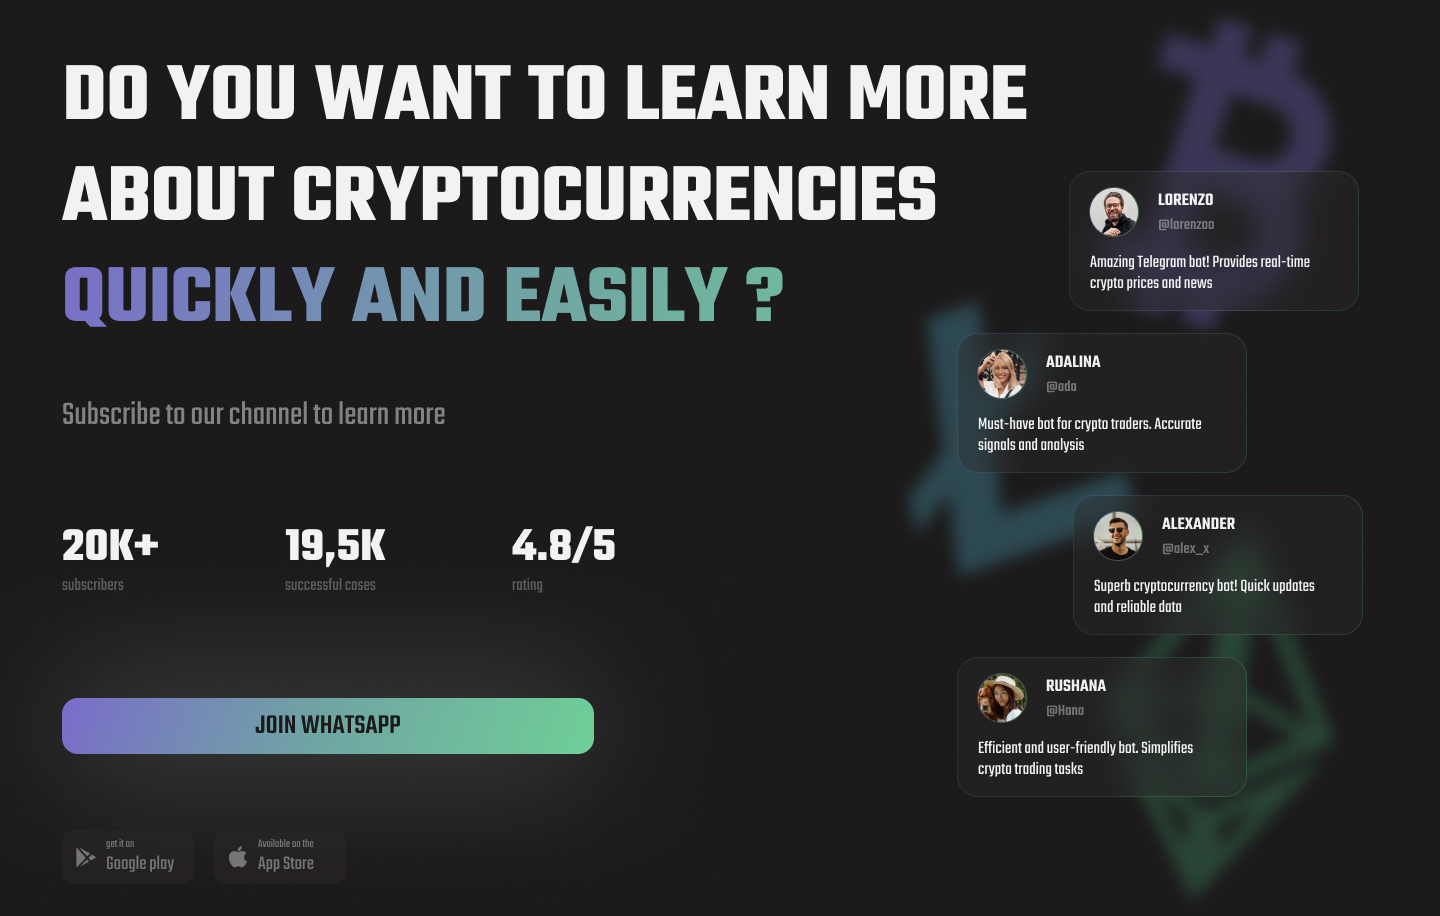 DO YOU WANT TO LEARN MORE
ABOUT CRYPTOCURRENCIES
QUICKLY AND EASILY ?
Subscribe to our channel to learn more
20K+
subscribers
19,5K
successful cases
4.8/5
rating
JOIN WHATSAPP
get it on
Google play
Available on the
App Store
LORENZO
@lorenzoo
Amazing Telegram bot! Provides real-time
crypto prices and news
ADALINA
@ada
Must-have bot for crypto traders. Accurate
signals and analysis
ALEXANDER
@alex_x
Superb cryptocurrency bot! Quick updates
and reliable data
RUSHANA
@Hana
Efficient and user-friendly bot. Simplifies
crypto trading tasks